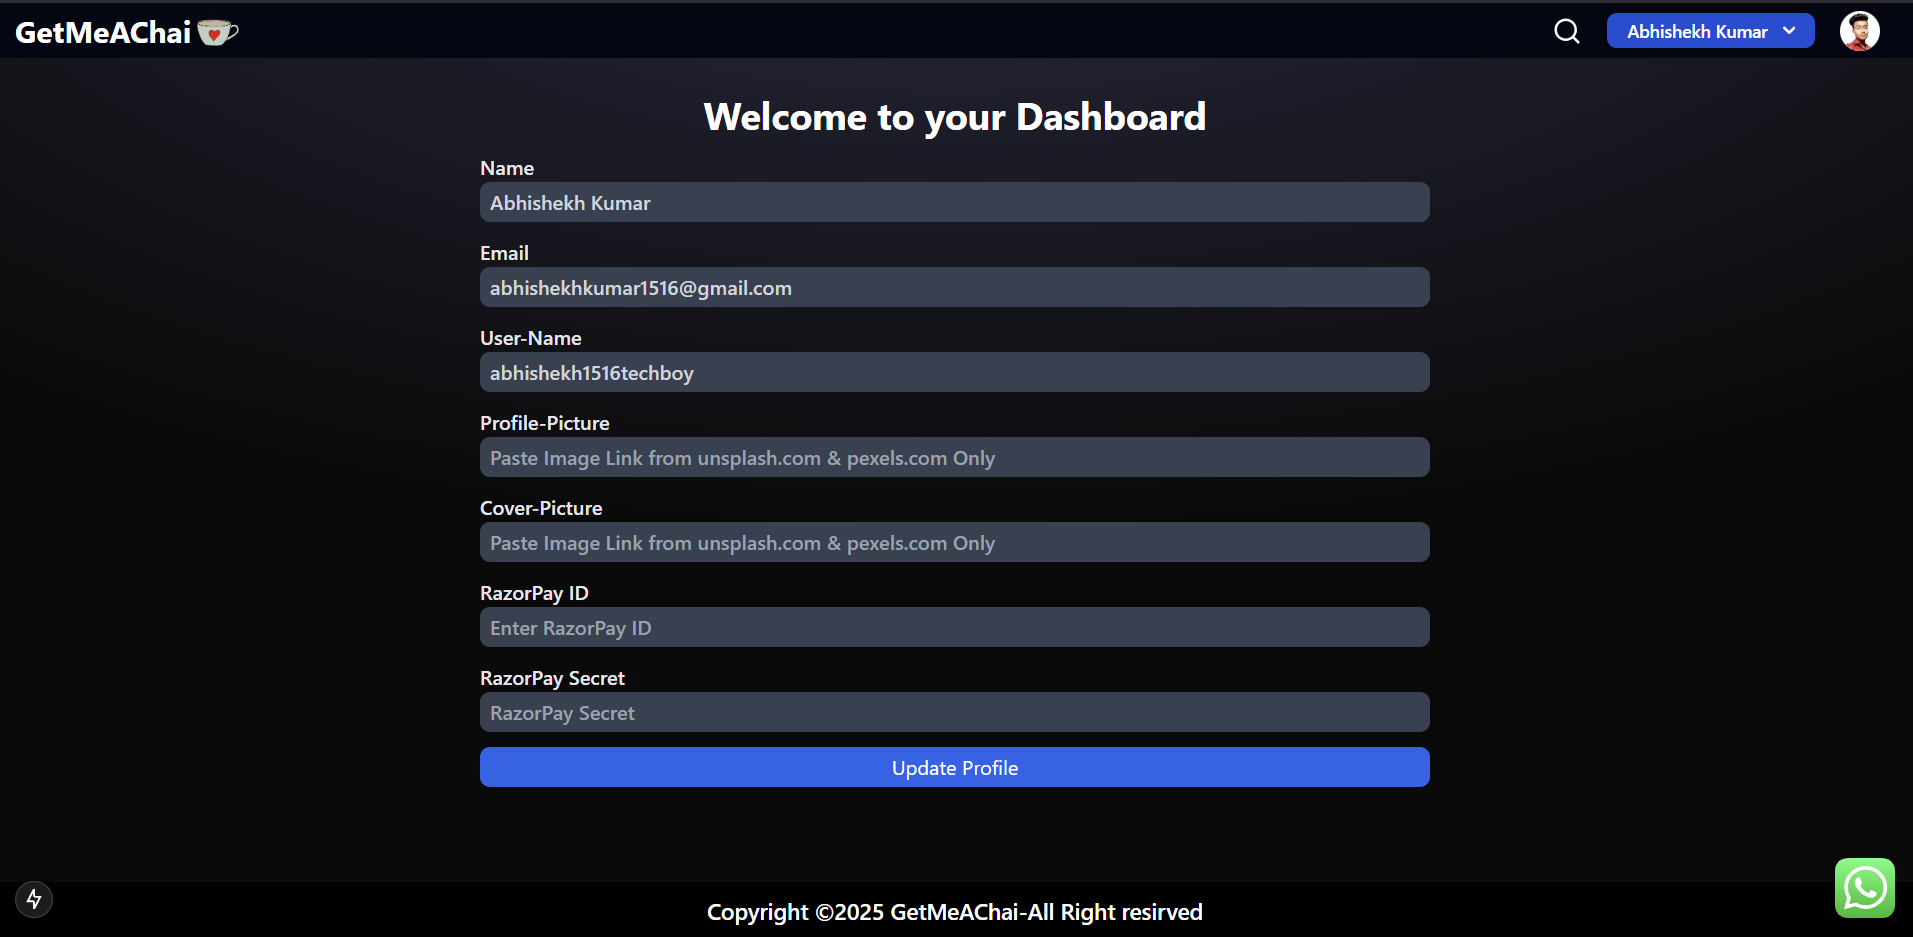 GetMeAChai
Abhishekh Kumar
Welcome to your Dashboard
Name
Abhishekh Kumar
Email
abhishekhkumar1516@gmail.com
User-Name
abhishekh1516techboy
Profile-Picture
Paste Image Link from unsplash.com & pexels.com Only
Cover-Picture
Paste Image Link from unsplash.com & pexels.com Only
RazorPay ID
Enter RazorPay ID
RazorPay Secret
RazorPay Secret
Update Profile
Copyright ©2025 GetMeAChai-All Right resirved